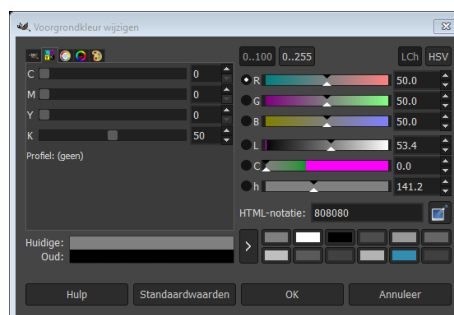 Voorgrondkleur wijzigen
0..100 0..255 LCh HSV
C 0
M 0
Y 0
K 50
Profiel: (geen)
R 50.0
G 50.0
B 50.0
L 53.4
C 0.0
h 141.2
HTML-notatie: 808080
Huidige:
Oud:
Hulp Standaardwaarden OK Annuleer